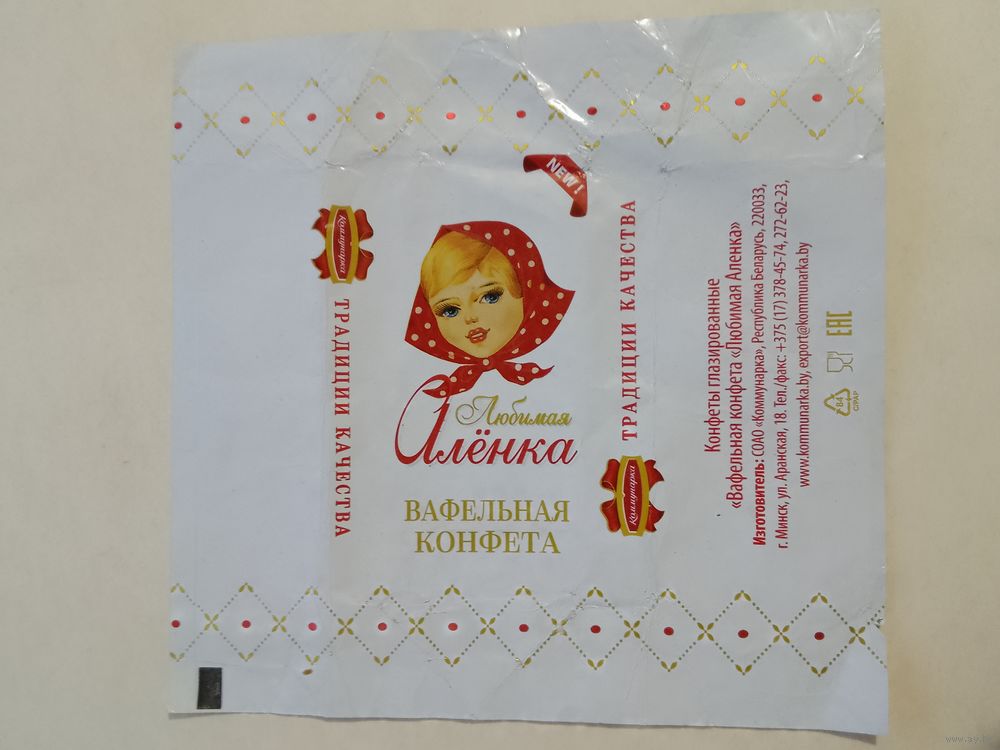 NEW!
Коммунарка
ТРАДИЦИИ КАЧЕСТВА
Любимая
Алёнка
ВАФЕЛЬНАЯ
КОНФЕТА
ТРАДИЦИИ КАЧЕСТВА
Коммунарка
Конфеты глазированные
«Вафельная конфета «Любимая Аленка»
Изготовитель: СОАО «Коммунарка», Республика Беларусь, 220033,
г. Минск, ул. Аранская, 18. Тел./факс: +375 (17) 378-45-74, 272-62-23,
www.kommunarka.by, export@kommunarka.by
84
C/PAP
EAC